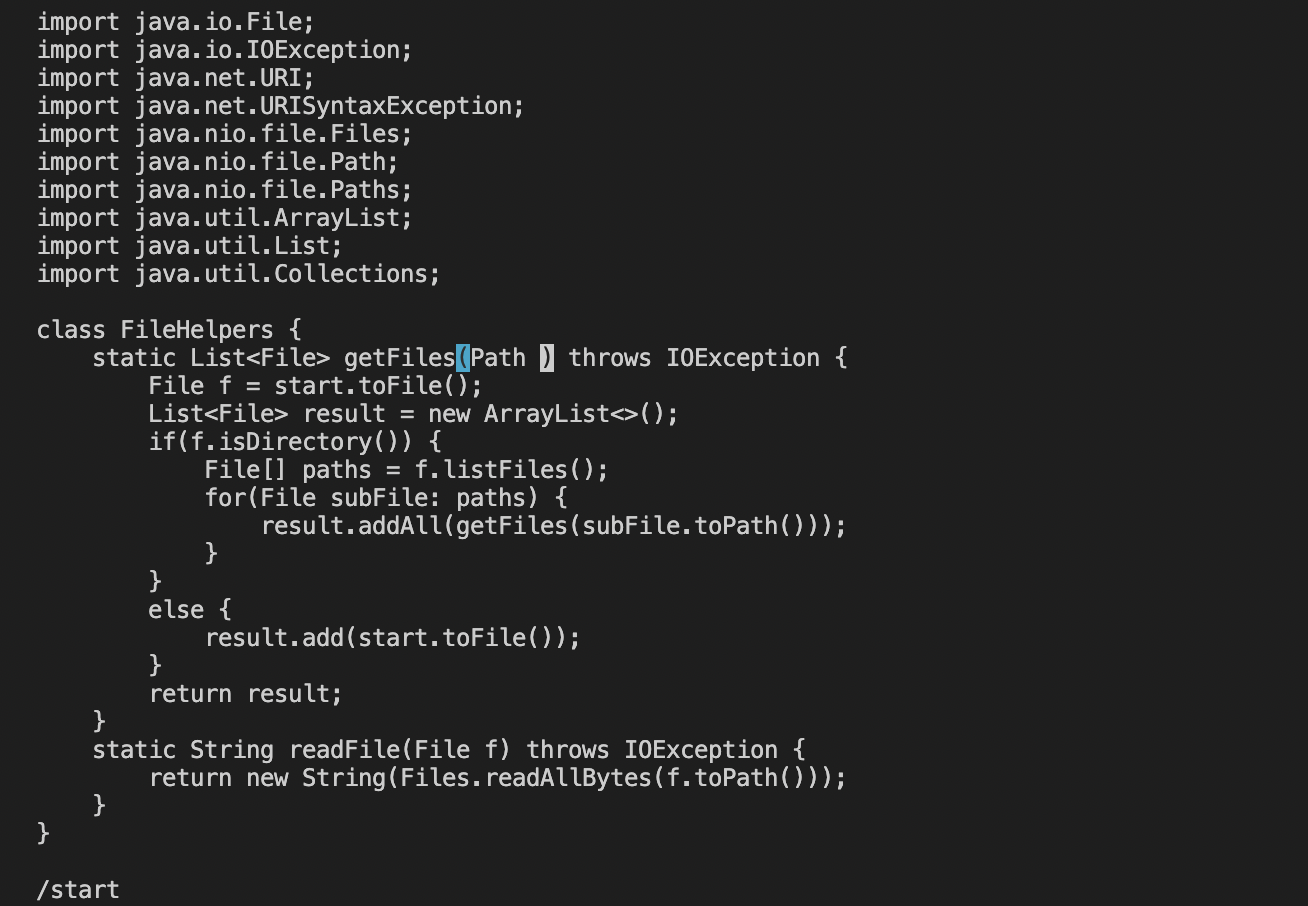 import java.io.File;
import java.io.IOException;
import java.net.URI;
import java.net.URISyntaxException;
import java.nio.file.Files;
import java.nio.file.Path;
import java.nio.file.Paths;
import java.util.ArrayList;
import java.util.List;
import java.util.Collections;

class FileHelpers {
    static List<File> getFiles(Path ) throws IOException {
        File f = start.toFile();
        List<File> result = new ArrayList<>();
        if(f.isDirectory()) {
            File[] paths = f.listFiles();
            for(File subFile: paths) {
                result.addAll(getFiles(subFile.toPath()));
            }
        }
        else {
            result.add(start.toFile());
        }
        return result;
    }
    static String readFile(File f) throws IOException {
        return new String(Files.readAllBytes(f.toPath()));
    }
}

/start